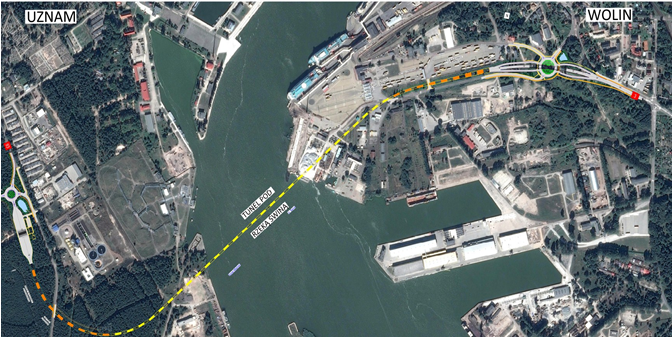 UZNAM
WOLIN
TUNEL POD
RZEKĄ ŚWINĄ